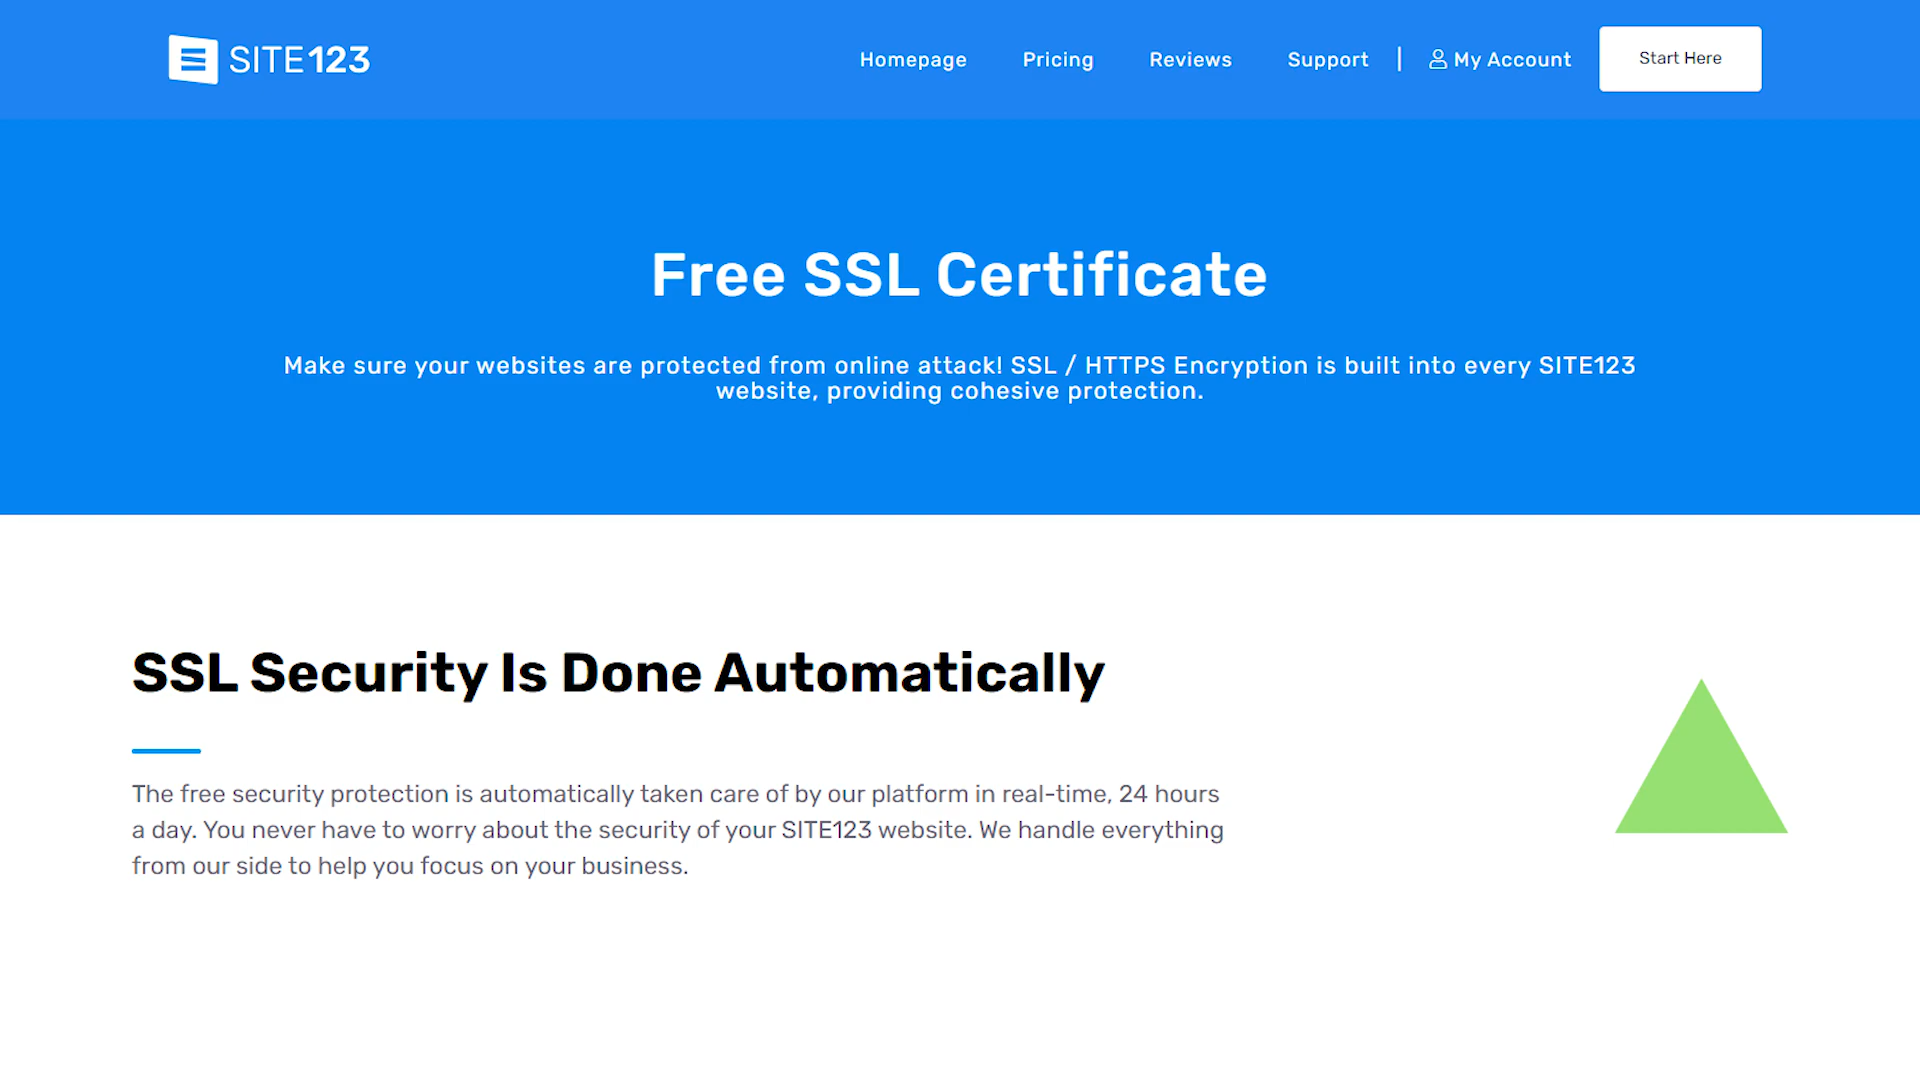 SITE123
Homepage
Pricing
Reviews
Support
My Account
Start Here
Free SSL Certificate
Make sure your websites are protected from online attack! SSL / HTTPS Encryption is built into every SITE123
website, providing cohesive protection.
SSL Security Is Done Automatically
The free security protection is automatically taken care of by our platform in real-time, 24 hours
a day. You never have to worry about the security of your SITE123 website. We handle everything
from our side to help you focus on your business.